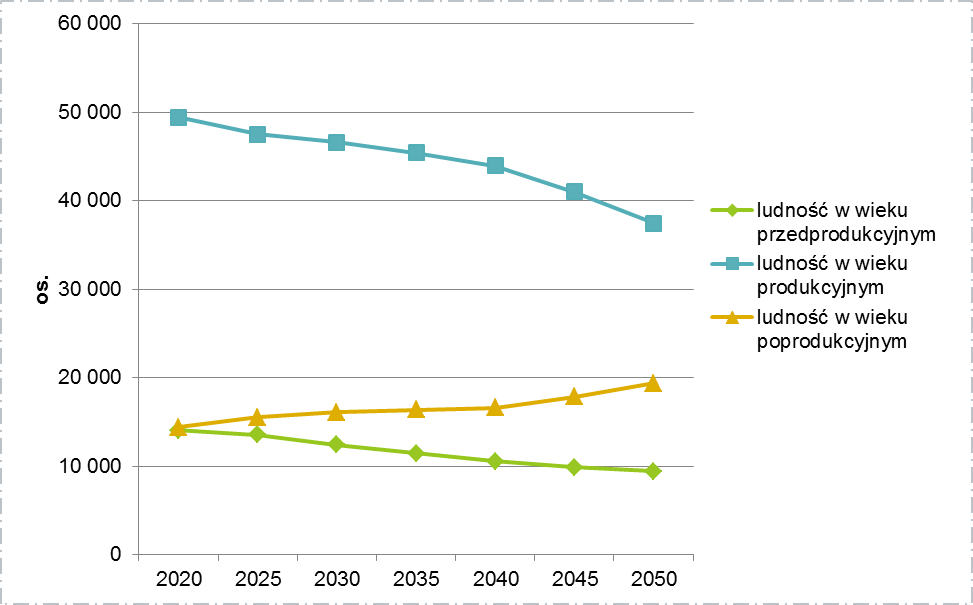 60 000
50 000
40 000
30 000
20 000
10 000
0
os.
2020 2025 2030 2035 2040 2045 2050
ludność w wieku
przedprodukcyjnym
ludność w wieku
produkcyjnym
ludność w wieku
poprodukcyjnym